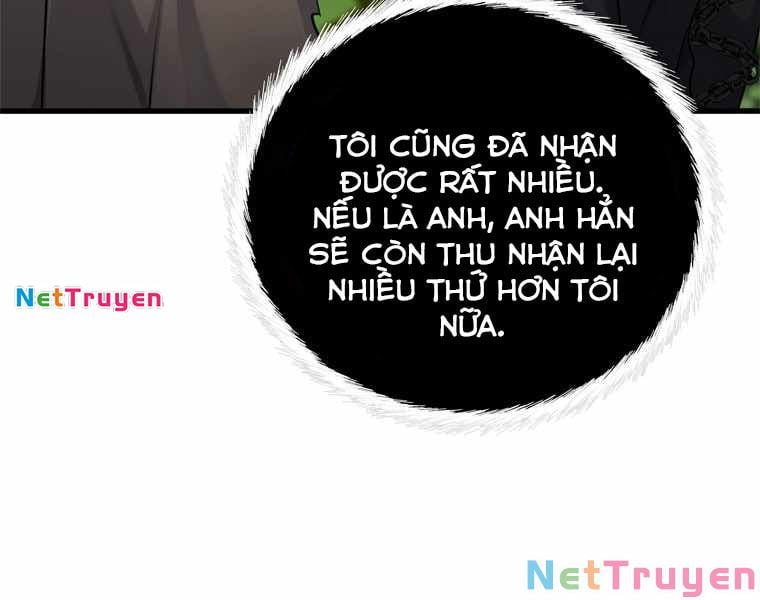 TÔI CŨNG ĐÃ NHẬN
ĐƯỢC RẤT NHIỀU.
NẾU LÀ ANH, ANH HẲN
SẼ CÒN THU NHẬN LẠI
NHIỀU THỨ HƠN TÔI
NỮA.
NetTruyen
NetTruyen